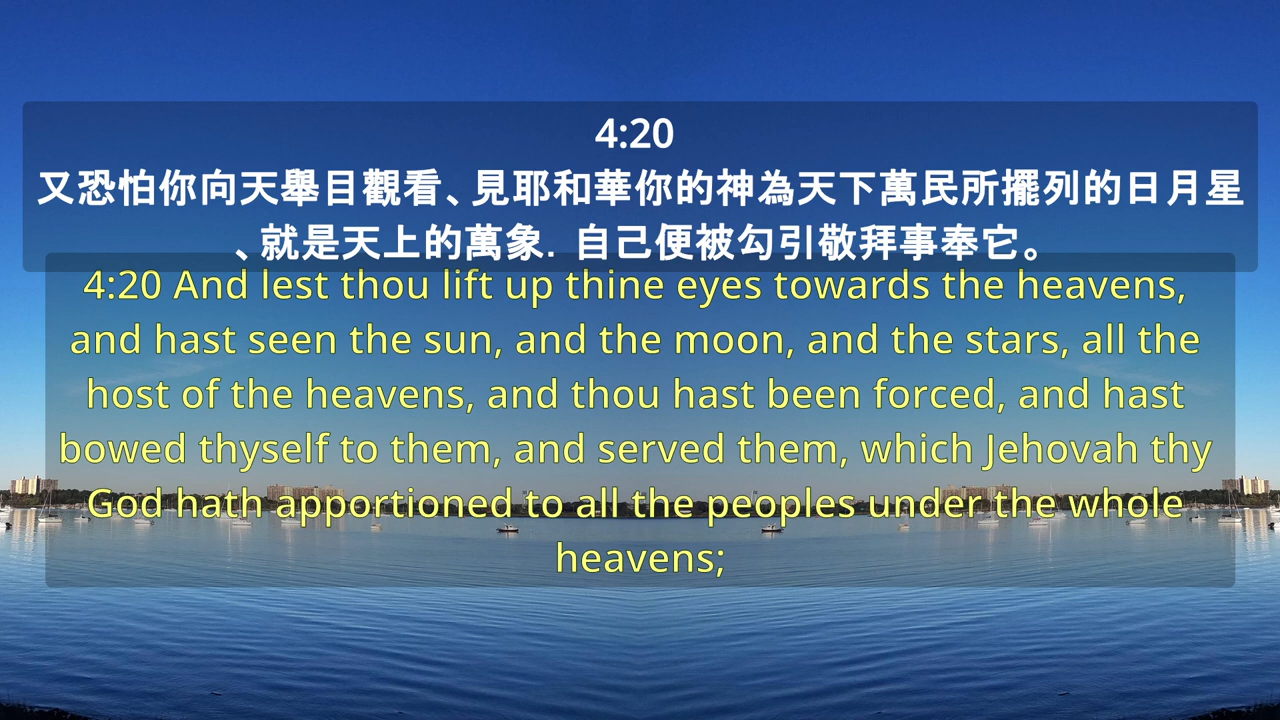 4:20
又恐怕你向天舉目觀看、見耶和華你的神為天下萬民所擺列的日月星
、就是天上的萬象. 自己便被勾引敬拜事奉它。
4:20 And lest thou lift up thine eyes towards the heavens,
and hast seen the sun, and the moon, and the stars, all the
host of the heavens, and thou hast been forced, and hast
bowed thyself to them, and served them, which Jehovah thy
God hath apportioned to all the peoples under the whole
heavens;